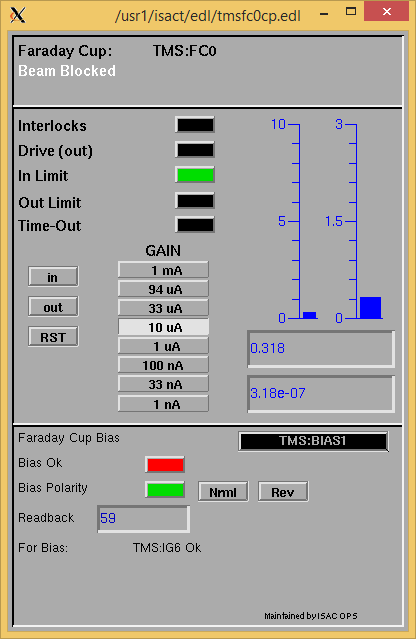 /usr1/isact/edl/tmsfc0cp.edl
Faraday Cup: TMS:FC0
Beam Blocked
Interlocks
Drive (out)
In Limit
Out Limit
Time-Out
10 3
5 1.5
0 0
GAIN
1 mA
94 uA
33 uA
10 uA
1 uA
100 nA
33 nA
1 nA
in
out
RST
0.318
3.18e-07
Faraday Cup Bias TMS:BIAS1
Bias Ok
Bias Polarity Nrml Rev
Readback 59
For Bias: TMS:IG6 Ok
Maintained by ISAC OPS